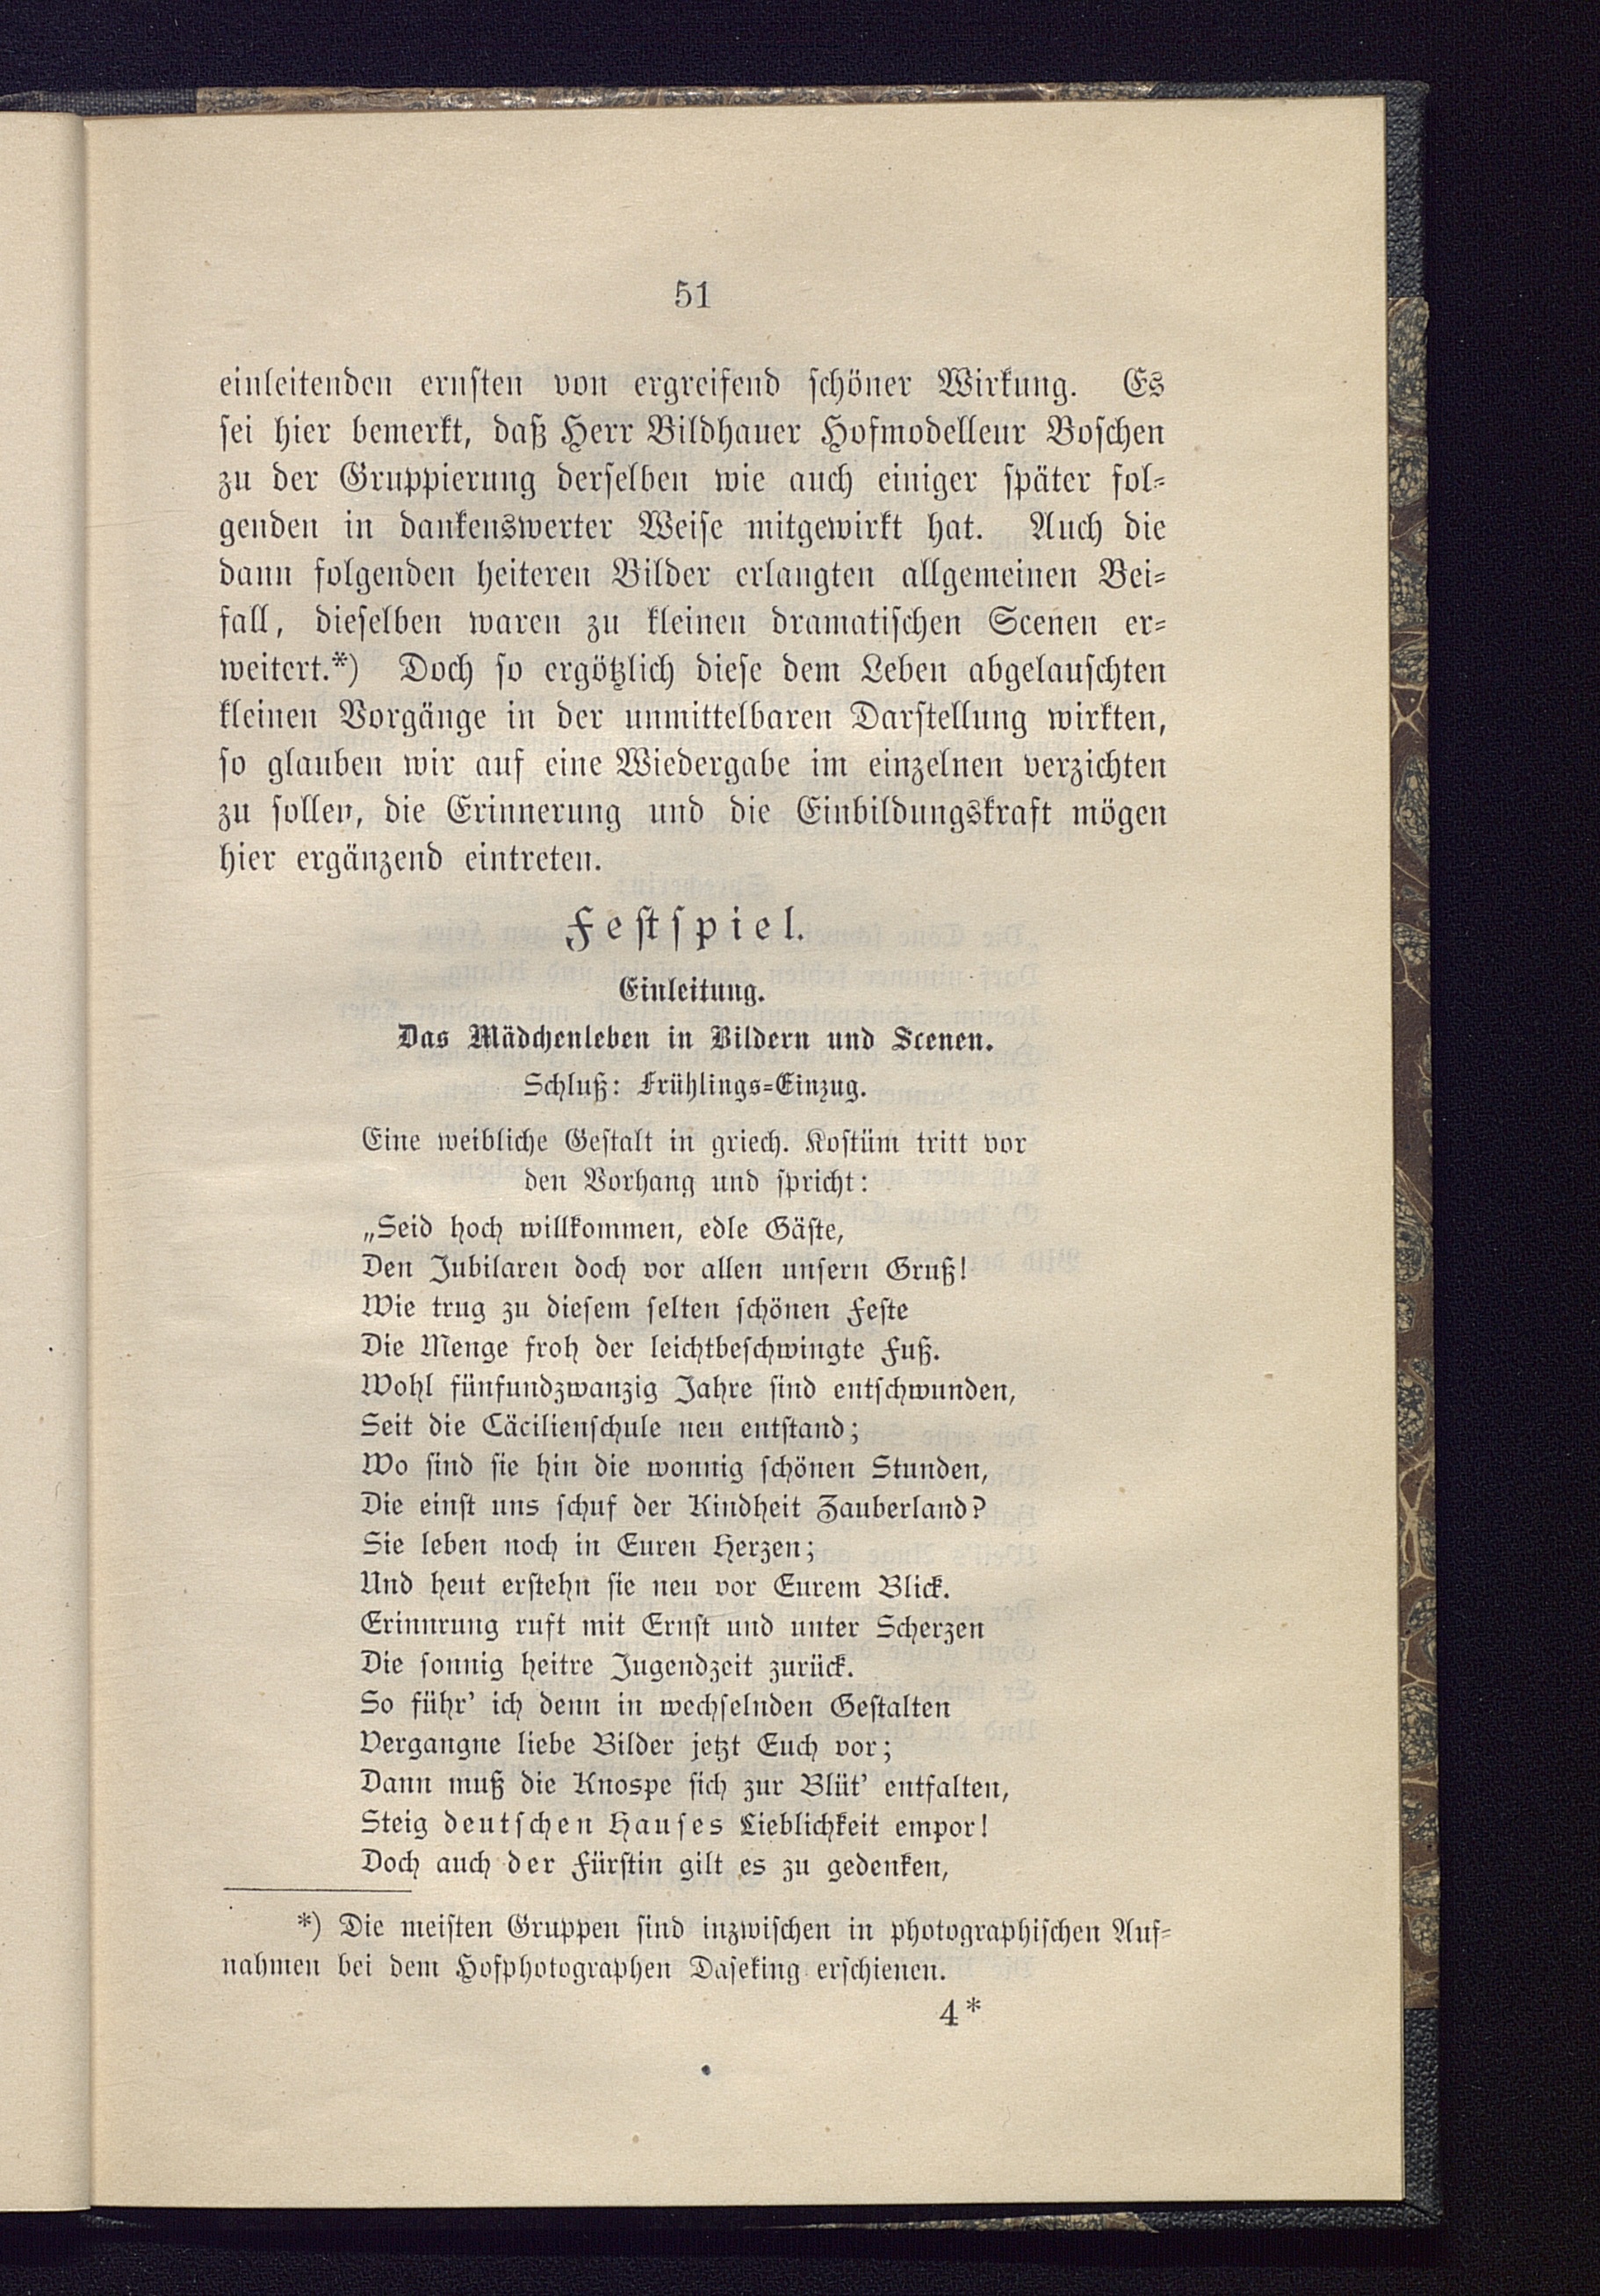 51
einleitenden ernsten von ergreifend schöner Wirkung. Es
sei hier bemerkt, daß Herr Bildhauer Hofmodelleur Boschen
zu der Gruppierung derselben wie auch einiger später fol-
genden in dankenswerter Weise mitgewirkt hat. Auch die
dann folgenden heiteren Bilder erlangten allgemeinen Bei-
fall, dieselben waren zu kleinen dramatischen Scenen er-
weitert.*) Doch so ergötzlich diese dem Leben abgelauschten
kleinen Vorgänge in der unmittelbaren Darstellung wirkten,
so glauben wir auf eine Wiedergabe im einzelnen verzichten
zu sollen, die Erinnerung und die Einbildungskraft mögen
hier ergänzend eintreten.
Festspiel.
Einleitung.
Das Mädchenleben in Bildern und Scenen.
Schluß: Frühlings-Einzug.
Eine weibliche Gestalt in griech. Kostüm tritt vor
den Vorhang und spricht:
„Seid hoch willkommen, edle Gäste,
Den Jubilaren doch vor allen unsern Gruß!
Wie trug zu diesem selten schönen Feste
Die Menge froh der leichtbeschwingte Fuß.
Wohl fünfundzwanzig Jahre sind entschwunden,
Seit die Cäcilienschule neu entstand;
Wo sind sie hin die wonnig schönen Stunden,
Die einst uns schuf der Kindheit Zauberland?
Sie leben noch in Euren Herzen;
Und heut erstehn sie neu vor Eurem Blick.
Erinnrung ruft mit Ernst und unter Scherzen
Die sonnig heitre Jugendzeit zurück.
So führ' ich denn in wechselnden Gestalten
Vergangne liebe Bilder jetzt Euch vor;
Dann muß die Knospe sich zur Blüt' entfalten,
Steig deutschen Hauses Lieblichkeit empor!
Doch auch der Fürstin gilt es zu gedenken,
*) Die meisten Gruppen sind inzwischen in photographischen Auf-
nahmen bei dem Hofphotographen Daseking erschienen.
4*